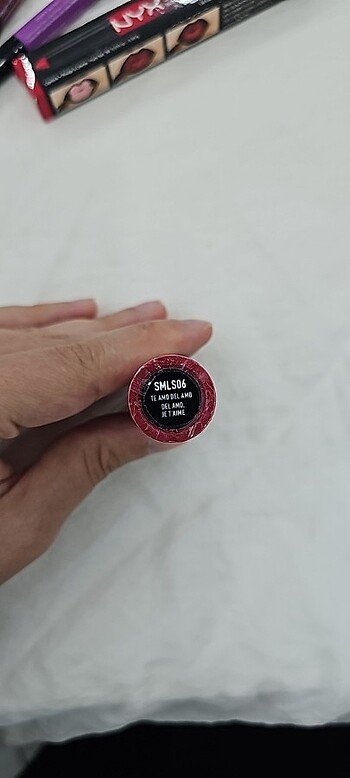 NYX
SMLS06
TE AMO DEL AMO
DEL AMO,
JE T'AIME